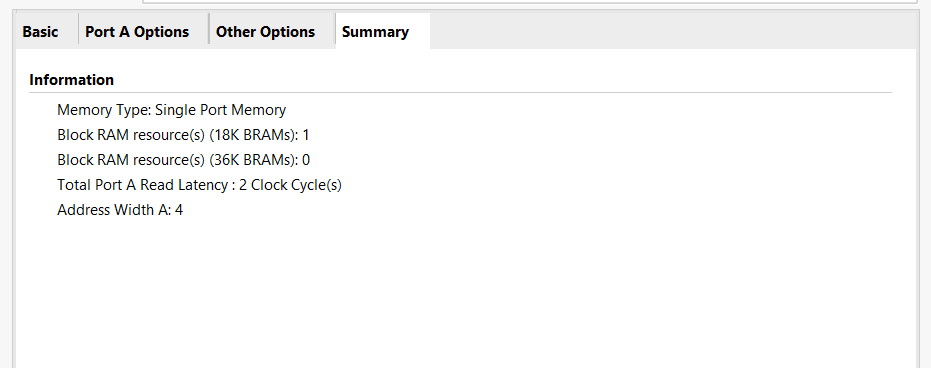 Basic Port A Options Other Options Summary
Information
Memory Type: Single Port Memory
Block RAM resource(s) (18K BRAMs): 1
Block RAM resource(s) (36K BRAMs): 0
Total Port A Read Latency : 2 Clock Cycle(s)
Address Width A: 4